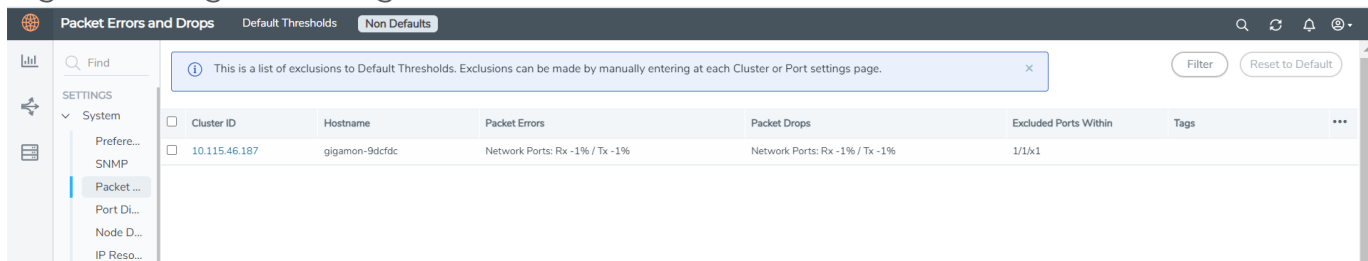 Packet Errors and Drops Default Thresholds Non Defaults
Find
This is a list of exclusions to Default Thresholds. Exclusions can be made by manually entering at each Cluster or Port settings page.
Filter Reset to Default
SETTINGS
System
Prefere...
SNMP
Packet ...
Port Di...
Node D...
IP Reso...
Cluster ID Hostname Packet Errors Packet Drops Excluded Ports Within Tags
10.115.46.187 gigamon-9dcfdc Network Ports: Rx -1% / Tx -1% Network Ports: Rx -1% / Tx -1% 1/1/x1